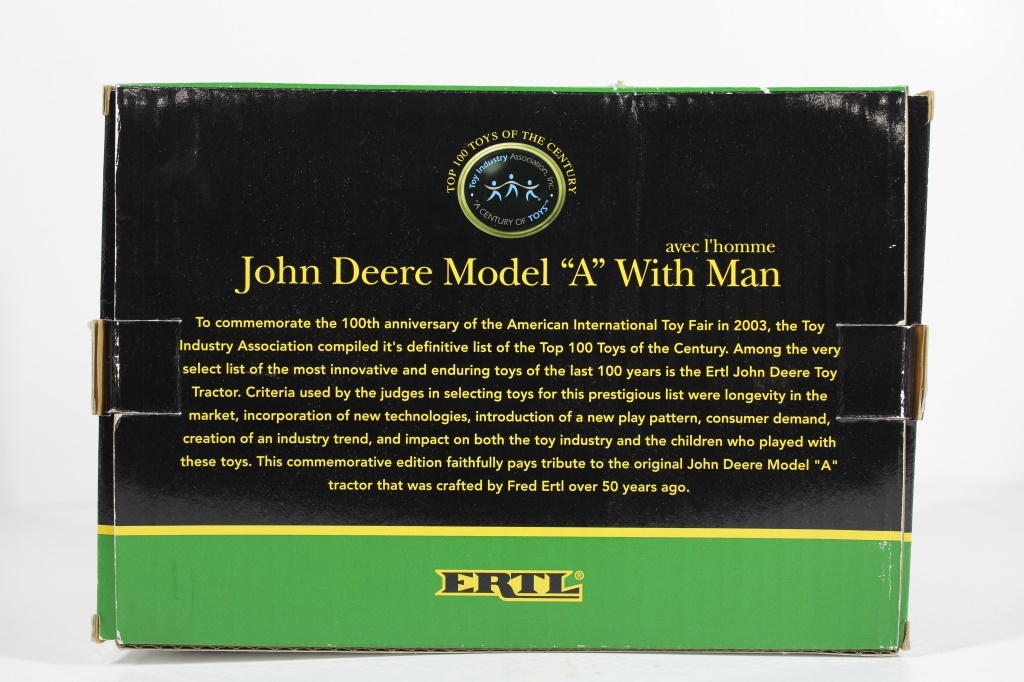 TOP 100 TOYS OF THE CENTURY
Toy Industry Association, Inc.
"A CENTURY OF TOYS"
avec l'homme
John Deere Model “A” With Man
To commemorate the 100th anniversary of the American International Toy Fair in 2003, the Toy
Industry Association compiled it's definitive list of the Top 100 Toys of the Century. Among the very
select list of the most innovative and enduring toys of the last 100 years is the Ertl John Deere Toy
Tractor. Criteria used by the judges in selecting toys for this prestigious list were longevity in the
market, incorporation of new technologies, introduction of a new play pattern, consumer demand,
creation of an industry trend, and impact on both the toy industry and the children who played with
these toys. This commemorative edition faithfully pays tribute to the original John Deere Model "A"
tractor that was crafted by Fred Ertl over 50 years ago.
ERTL®